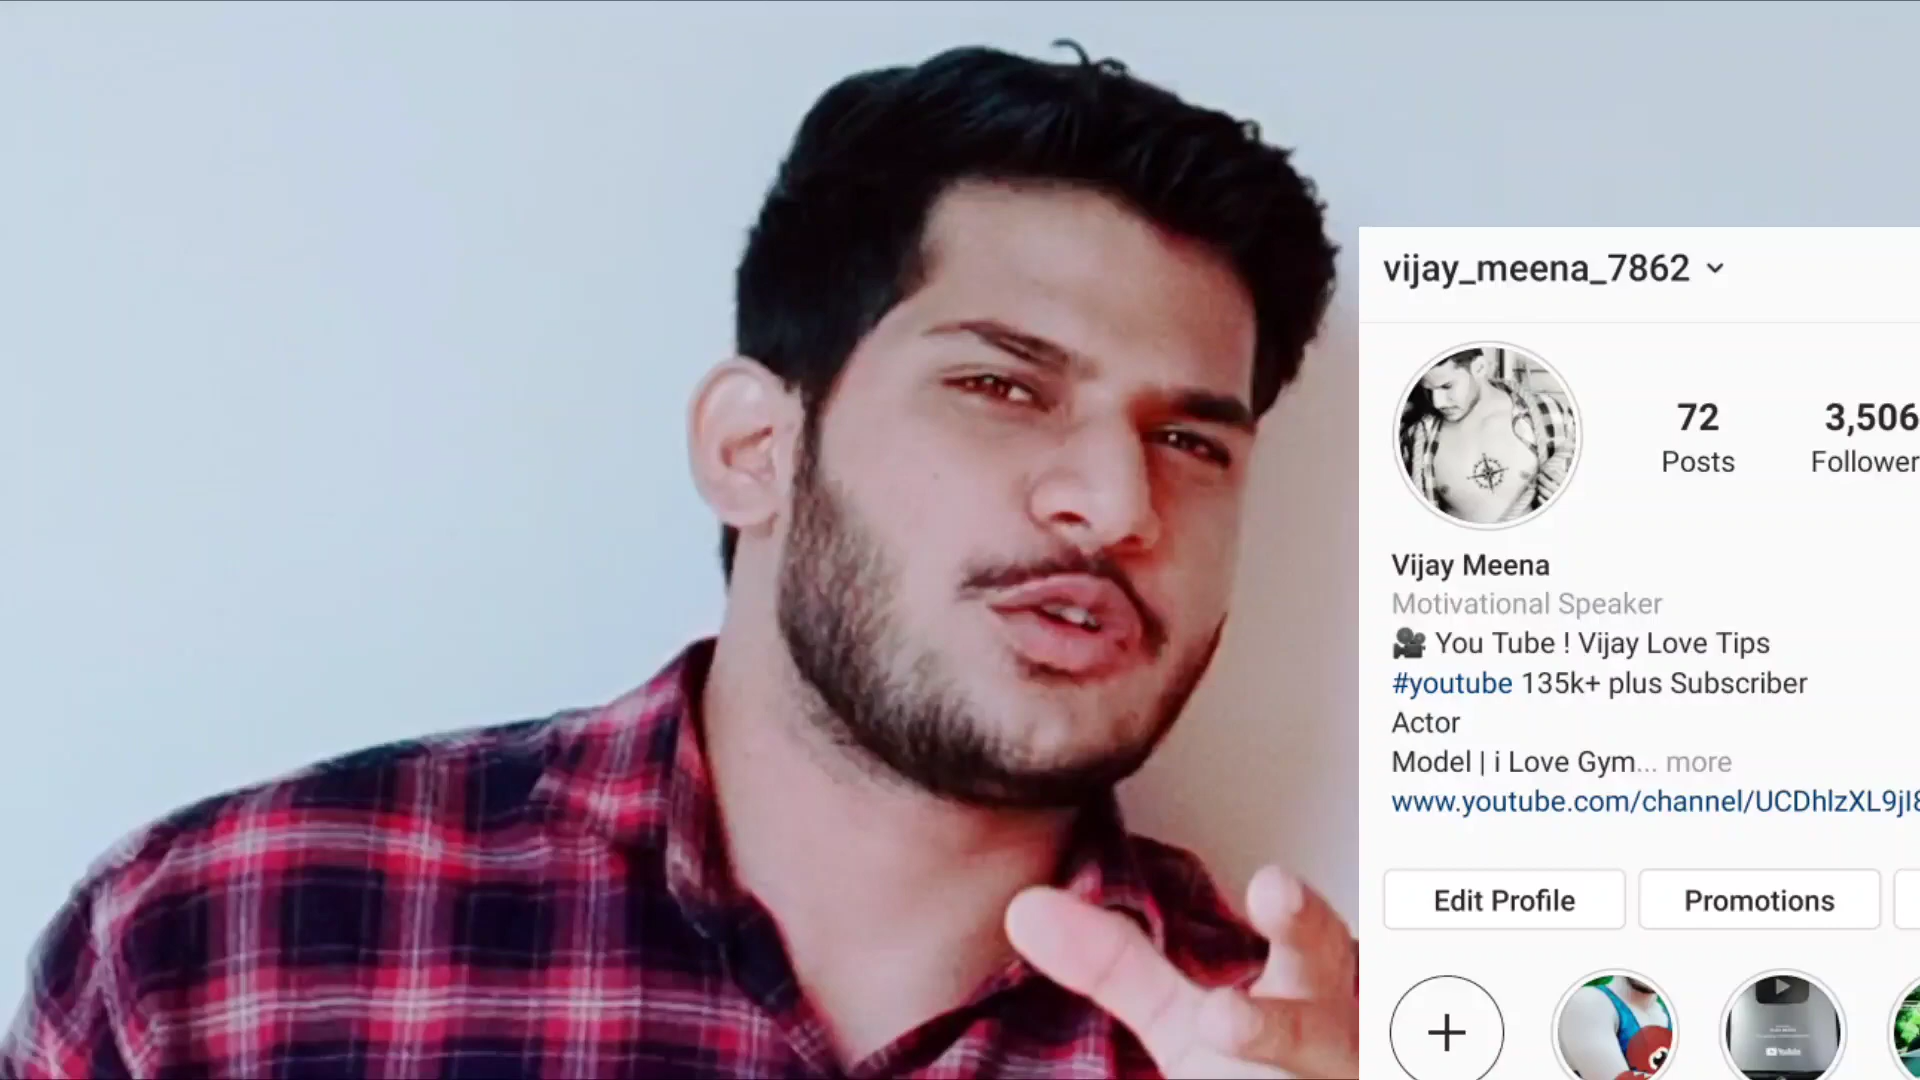 vijay_meena_7862
72
3,506
Posts
Follower
Vijay Meena
Motivational Speaker
You Tube ! Vijay Love Tips
#youtube 135k+ plus Subscriber
Actor
Model | i Love Gym... more
www.youtube.com/channel/
Edit Profile
Promotions
YouTube